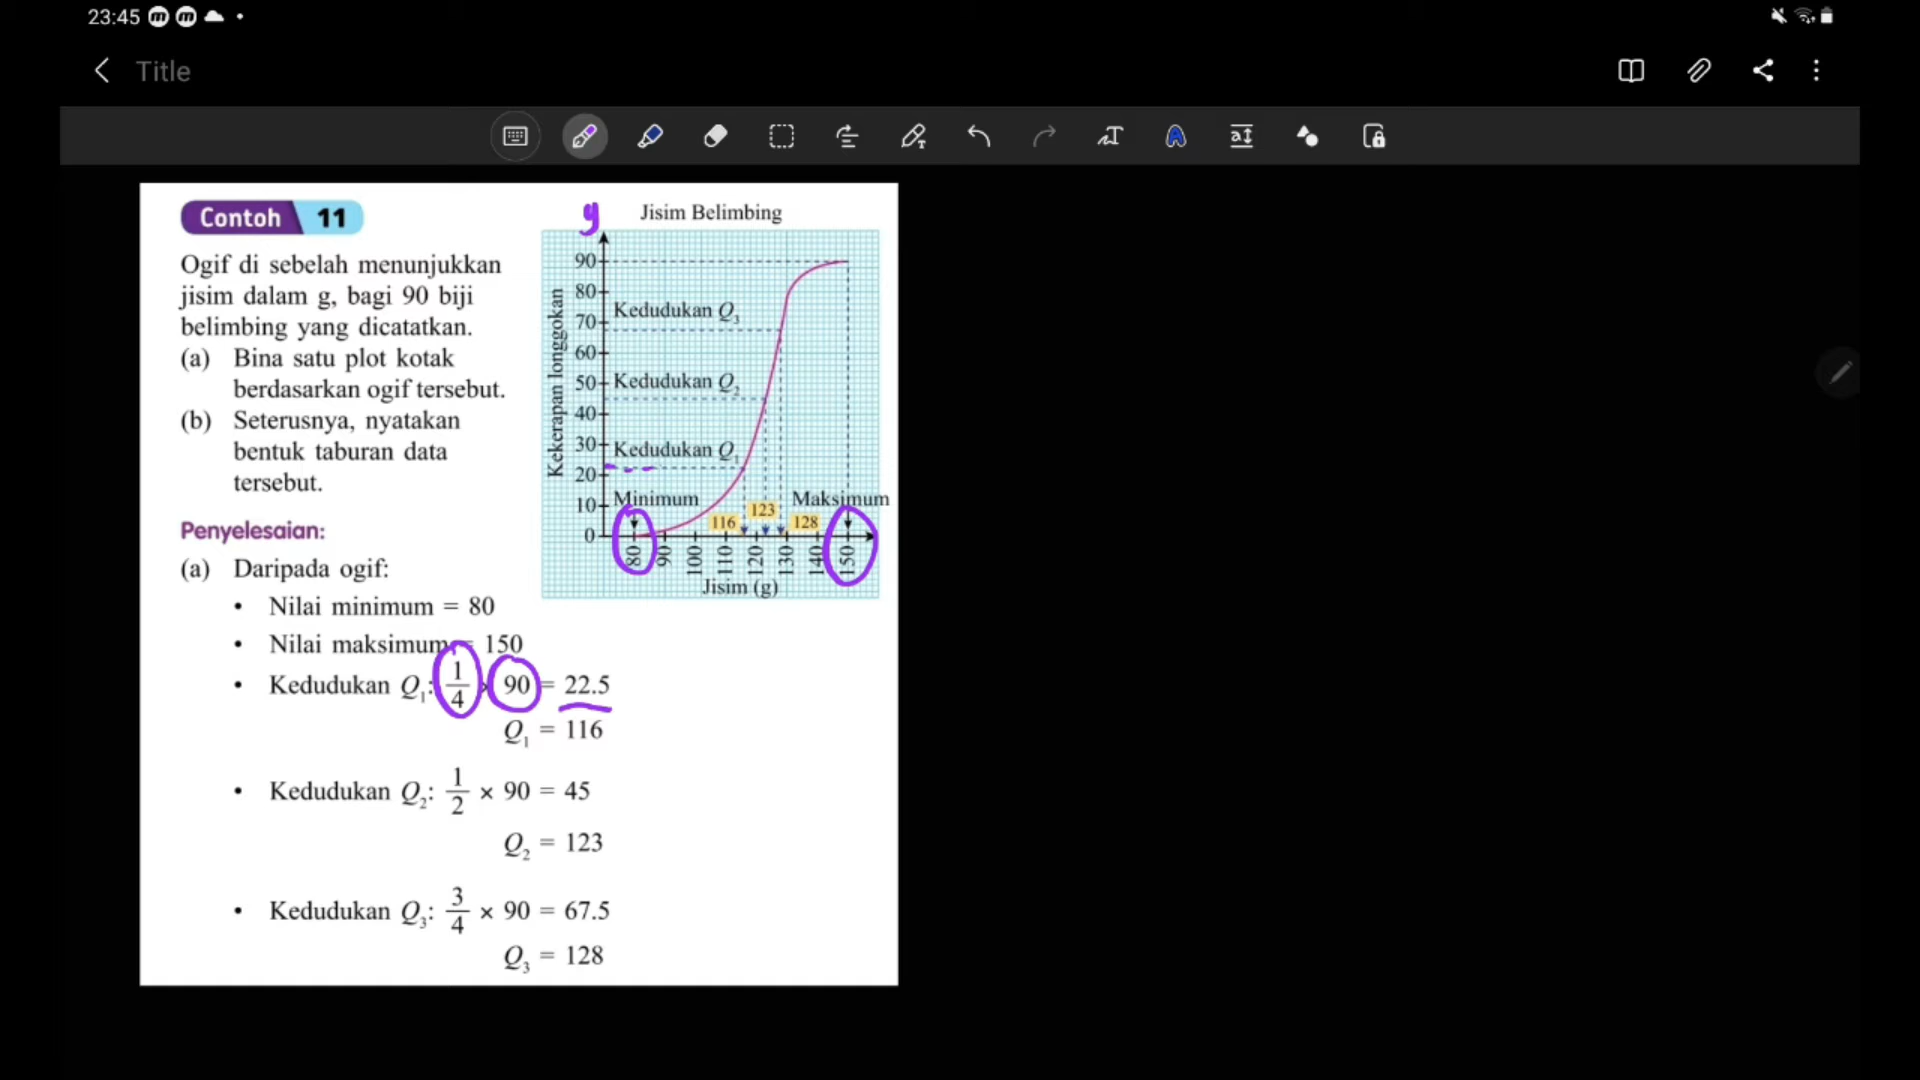 23:45
Title
Contoh 11
Ogif di sebelah menunjukkan
jisim dalam g, bagi 90 biji
belimbing yang dicatatkan.
(a) Bina satu plot kotak
berdasarkan ogif tersebut.
(b) Seterusnya, nyatakan
bentuk taburan data
tersebut.
y
Jisim Belimbing
Kekerapan longgokan
90
80
Kedudukan Q₃
70
60
50 Kedudukan Q₂
40
30 Kedudukan Q₁
20
10 Minimum Maksimum
116 123 128
0
80 90 100 110 120 130 140 150
Jisim (g)
Penyelesaian:
(a) Daripada ogif:
• Nilai minimum = 80
• Nilai maksimum = 150
• Kedudukan Q₁: 1/4 × 90 = 22.5
Q₁ = 116
• Kedudukan Q₂: 1/2 × 90 = 45
Q₂ = 123
• Kedudukan Q₃: 3/4 × 90 = 67.5
Q₃ = 128